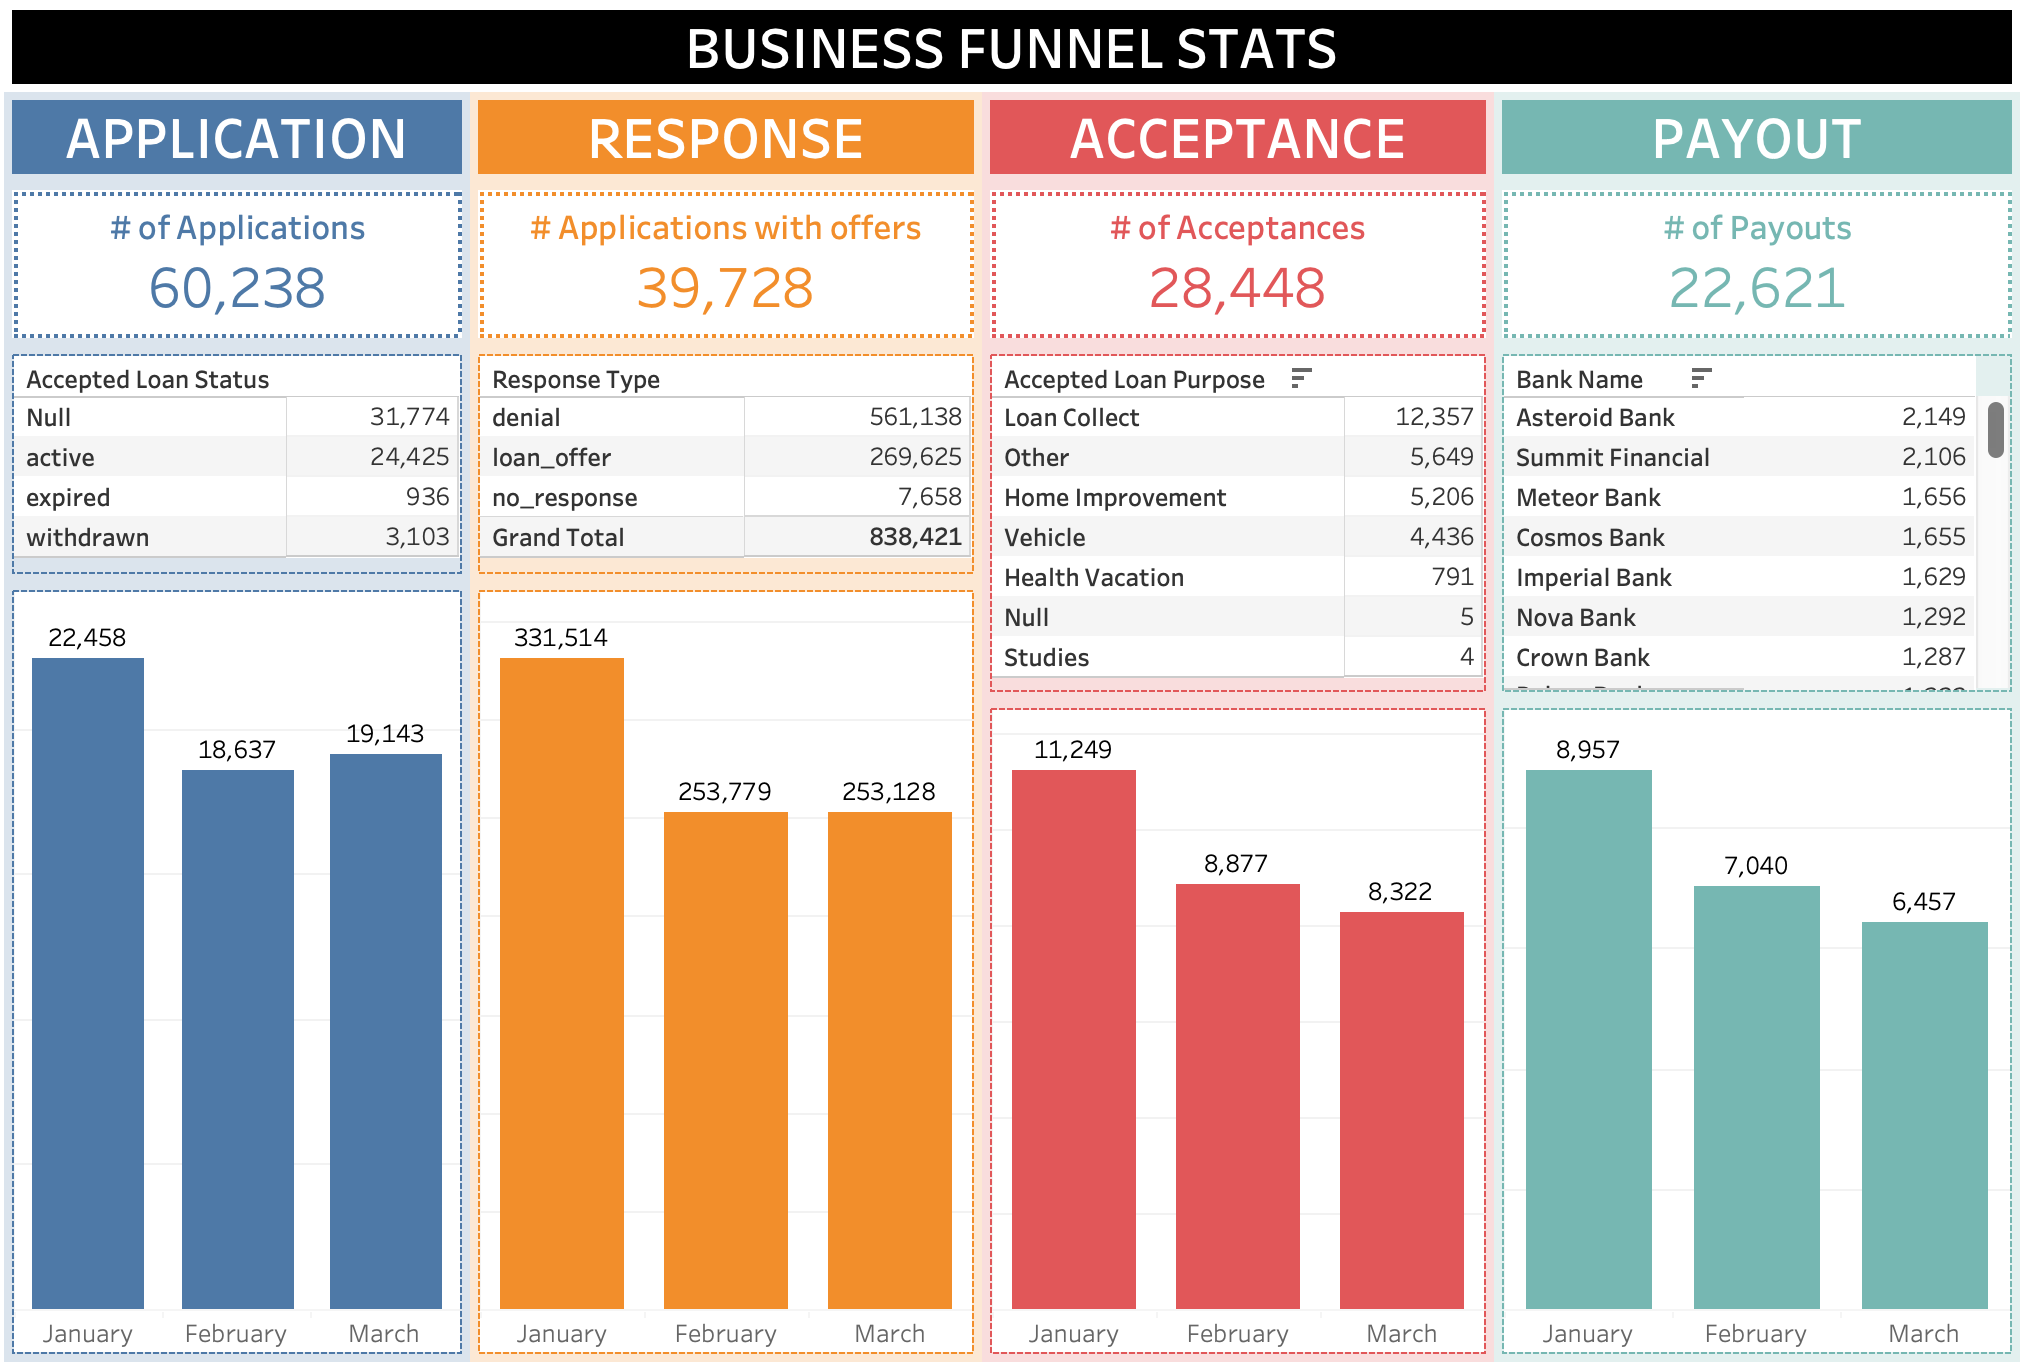 BUSINESS FUNNEL STATS
APPLICATION
# of Applications
60,238
Accepted Loan Status
Null 31,774
active 24,425
expired 936
withdrawn 3,103
22,458
18,637
19,143
January February March
RESPONSE
# Applications with offers
39,728
Response Type
denial 561,138
loan_offer 269,625
no_response 7,658
Grand Total 838,421
331,514
253,779
253,128
January February March
ACCEPTANCE
# of Acceptances
28,448
Accepted Loan Purpose
Loan Collect 12,357
Other 5,649
Home Improvement 5,206
Vehicle 4,436
Health Vacation 791
Null 5
Studies 4
11,249
8,877
8,322
January February March
PAYOUT
# of Payouts
22,621
Bank Name
Asteroid Bank 2,149
Summit Financial 2,106
Meteor Bank 1,656
Cosmos Bank 1,655
Imperial Bank 1,629
Nova Bank 1,292
Crown Bank 1,287
8,957
7,040
6,457
January February March